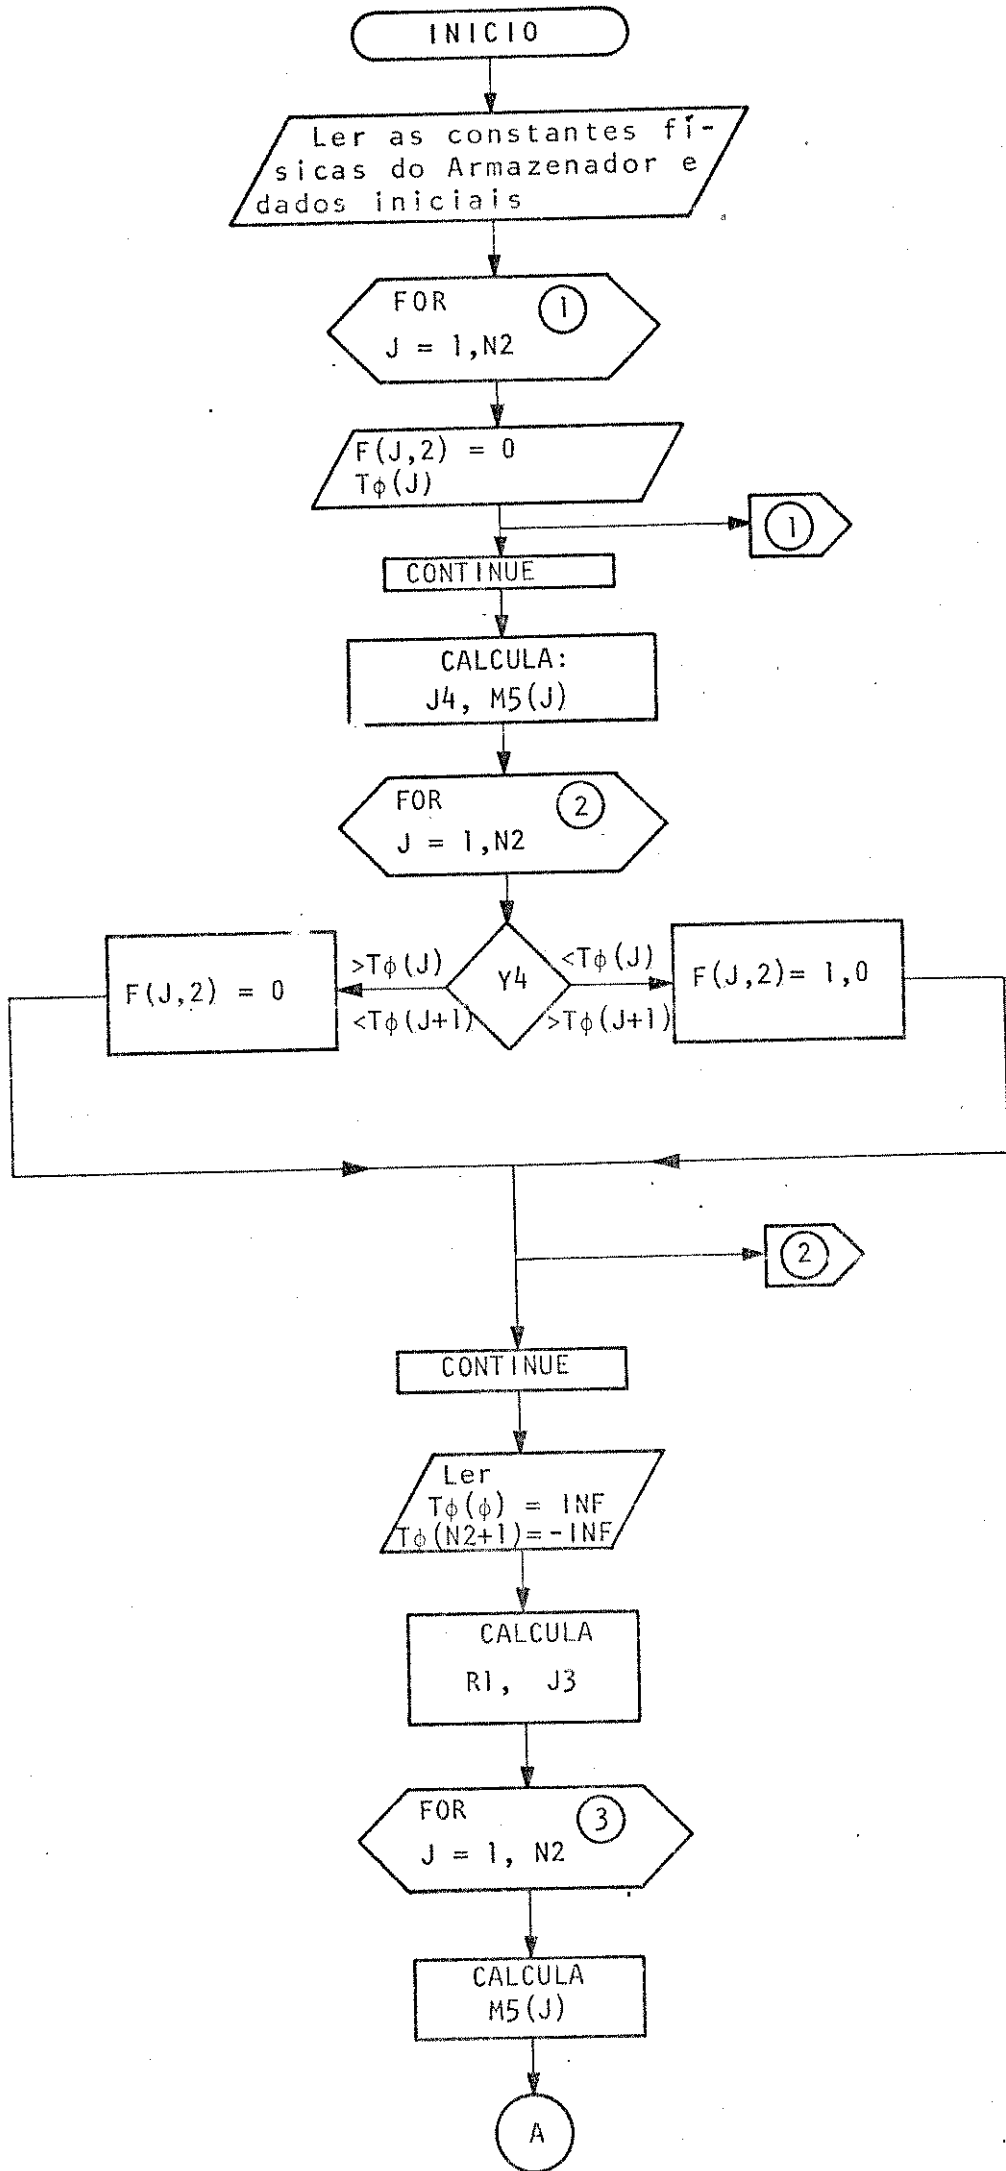 INICIO
Ler as constantes fí-
sicas do Armazenador e
dados iniciais
FOR 1
J = 1,N2
F(J,2) = 0
Tϕ(J)
1
CONTINUE
CALCULA:
J4, M5(J)
FOR 2
J = 1,N2
F(J,2) = 0
>Tϕ(J)
<Tϕ(J+1)
Y4
<Tϕ(J)
>Tϕ(J+1)
F(J,2)= 1,0
2
CONTINUE
Ler
Tϕ(ϕ) = INF
Tϕ(N2+1)=-INF
CALCULA
R1, J3
FOR 3
J = 1, N2
CALCULA
M5(J)
A